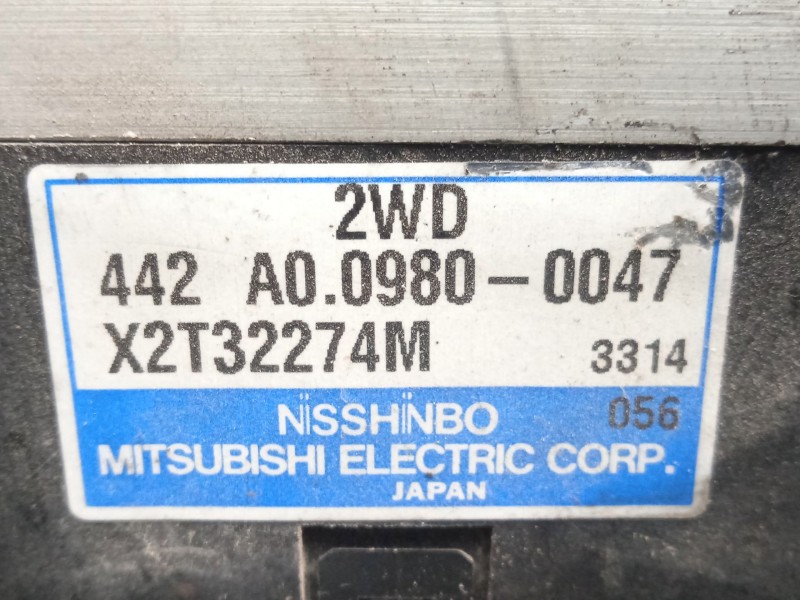 2WD
442 A0.0980-0047
X2T32274M 3314
NiSSHiNBO 056
MITSUBISHI ELECTRIC CORP.
JAPAN